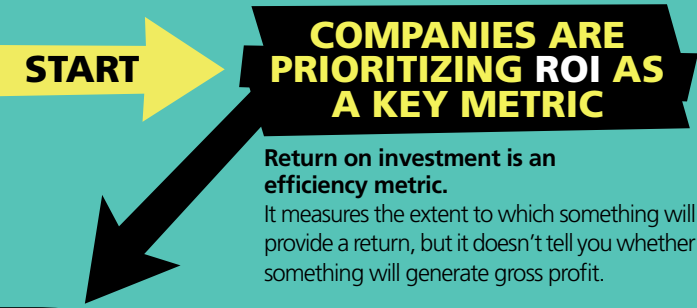 START
COMPANIES ARE
PRIORITIZING ROI AS
A KEY METRIC
Return on investment is an
efficiency metric.
It measures the extent to which something will
provide a return, but it doesn’t tell you whether
something will generate gross profit.